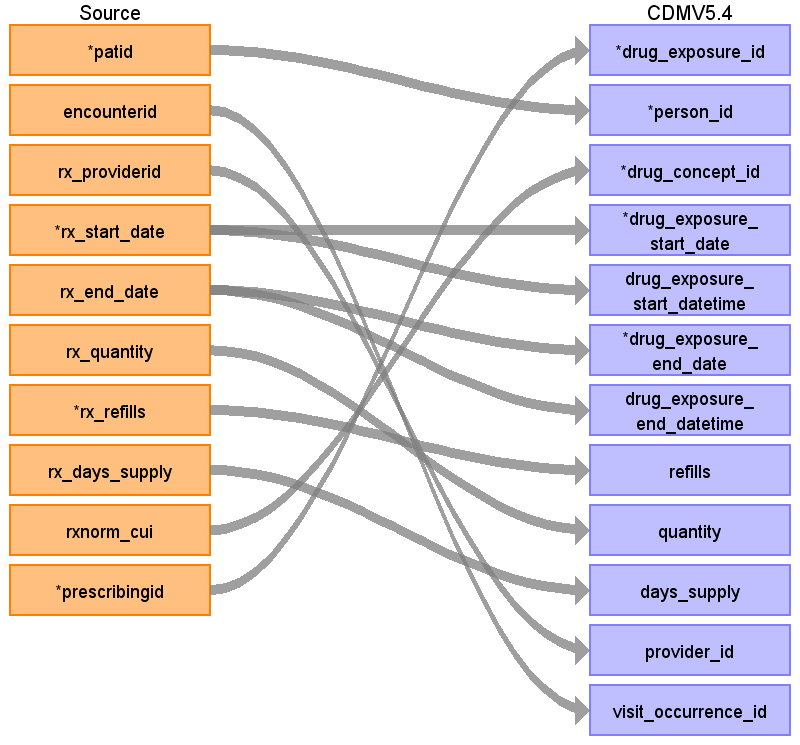 Source
CDMV5.4
*patid
*drug_exposure_id
encounterid
*person_id
rx_providerid
*drug_concept_id
*rx_start_date
*drug_exposure_
start_date
rx_end_date
drug_exposure_
start_datetime
rx_quantity
*drug_exposure_
end_date
*rx_refills
drug_exposure_
end_datetime
rx_days_supply
refills
rxnorm_cui
quantity
*prescribingid
days_supply
provider_id
visit_occurrence_id